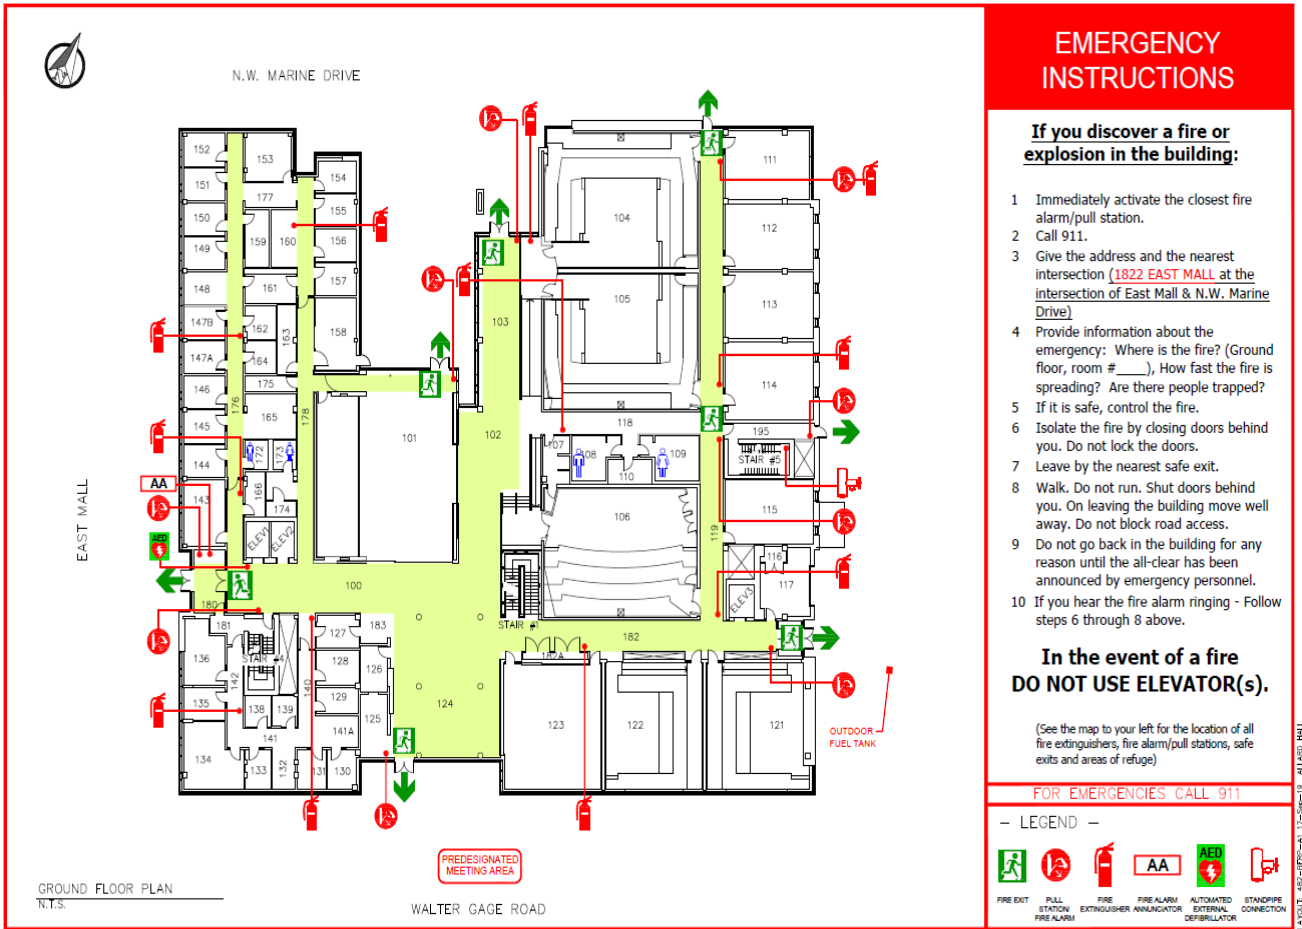 N.W. MARINE DRIVE
EAST MALL
152
153
154
151
177
155
150
159
160
156
149
161
157
148
147B
162
163
158
147A
164
146
175
176
178
165
145
144
172
173
143
166
174
AA
AED
ELEV1
ELEV2
100
180
181
127
183
136
STAIR #4
128
126
142
140
135
138
139
129
125
141
141A
134
133
132
131
130
101
102
103
104
105
118
107
108
109
110
106
STAIR #1
182
182A
124
123
122
121
111
112
113
114
195
STAIR #5
115
119
116
117
ELEV3
OUTDOOR
FUEL TANK
PREDESIGNATED
MEETING AREA
GROUND FLOOR PLAN
N.T.S.
WALTER GAGE ROAD
EMERGENCY
INSTRUCTIONS
If you discover a fire or
explosion in the building:
1 Immediately activate the closest fire
alarm/pull station.
2 Call 911.
3 Give the address and the nearest
intersection (1822 EAST MALL at the
intersection of East Mall & N.W. Marine
Drive)
4 Provide information about the
emergency: Where is the fire? (Ground
floor, room #____), How fast the fire is
spreading? Are there people trapped?
5 If it is safe, control the fire.
6 Isolate the fire by closing doors behind
you. Do not lock the doors.
7 Leave by the nearest safe exit.
8 Walk. Do not run. Shut doors behind
you. On leaving the building move well
away. Do not block road access.
9 Do not go back in the building for any
reason until the all-clear has been
announced by emergency personnel.
10 If you hear the fire alarm ringing - Follow
steps 6 through 8 above.
In the event of a fire
DO NOT USE ELEVATOR(s).
(See the map to your left for the location of all
fire extinguishers, fire alarm/pull stations, safe
exits and areas of refuge)
FOR EMERGENCIES CALL 911
- LEGEND -
AA
AED
FIRE EXIT
PULL
STATION/
FIRE ALARM
FIRE
EXTINGUISHER
FIRE ALARM
ANNUNCIATOR
AUTOMATED
EXTERNAL
DEFIBRILLATOR
STANDPIPE
CONNECTION
ALLARD HALL